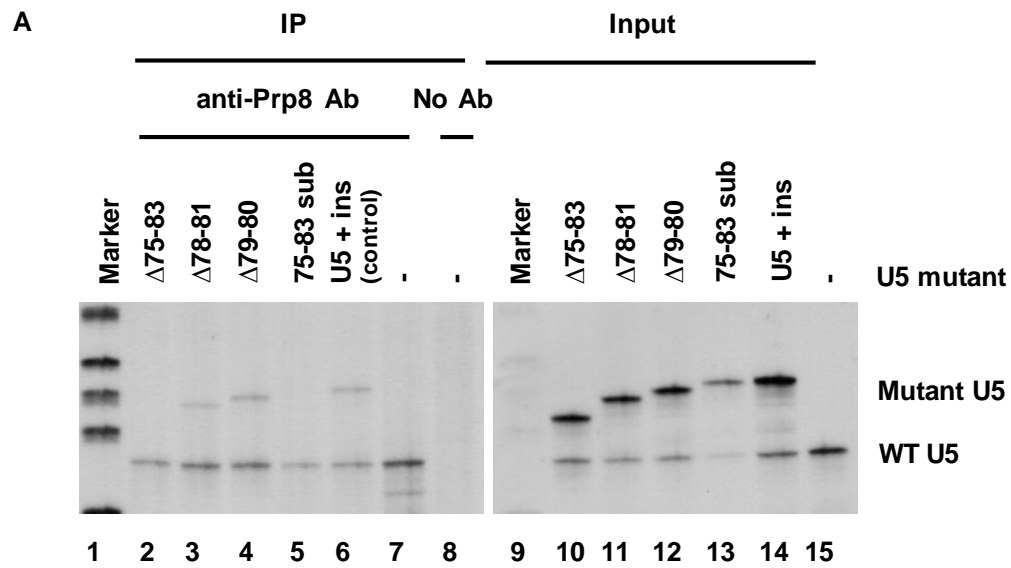 A
IP Input
anti-Prp8 Ab No Ab
Marker
Δ75-83
Δ78-81
Δ79-80
75-83 sub
U5 + ins
(control)
-
-
Marker
Δ75-83
Δ78-81
Δ79-80
75-83 sub
U5 + ins
-
U5 mutant
Mutant U5
WT U5
1 2 3 4 5 6 7 8 9 10 11 12 13 14 15